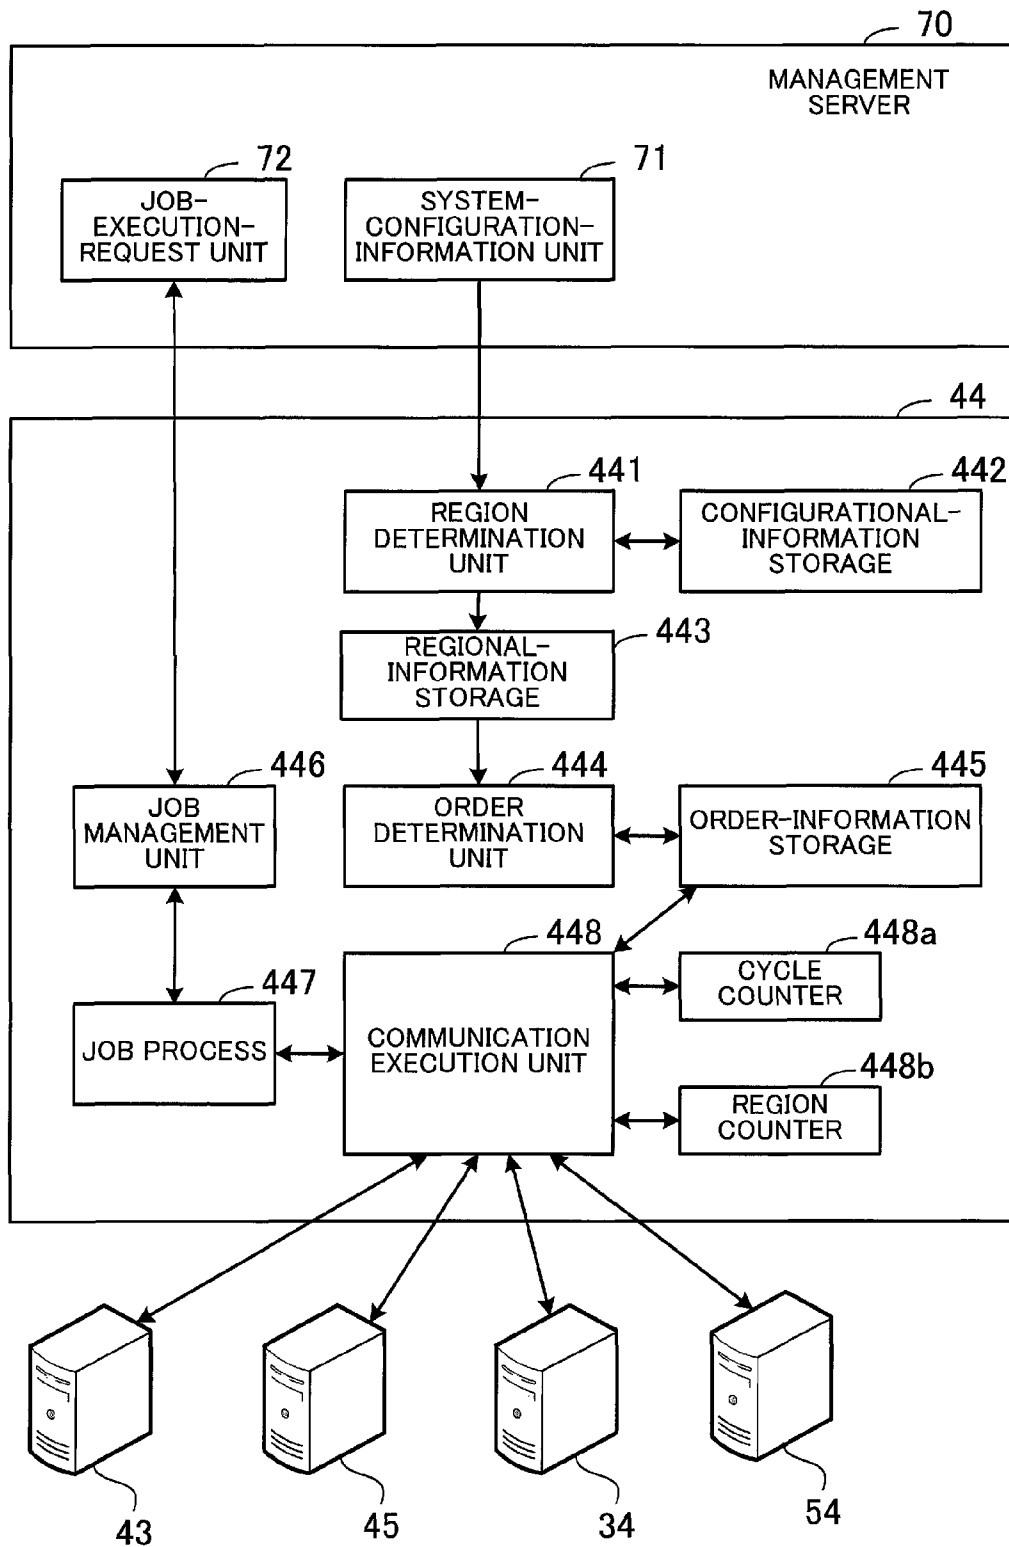 70
MANAGEMENT
SERVER
72
JOB-
EXECUTION-
REQUEST UNIT
71
SYSTEM-
CONFIGURATION-
INFORMATION UNIT
44
441
REGION
DETERMINATION
UNIT
442
CONFIGURATIONAL-
INFORMATION
STORAGE
443
REGIONAL-
INFORMATION
STORAGE
446
JOB
MANAGEMENT
UNIT
444
ORDER
DETERMINATION
UNIT
445
ORDER-INFORMATION
STORAGE
447
JOB PROCESS
448
COMMUNICATION
EXECUTION UNIT
448a
CYCLE
COUNTER
448b
REGION
COUNTER
43
45
34
54